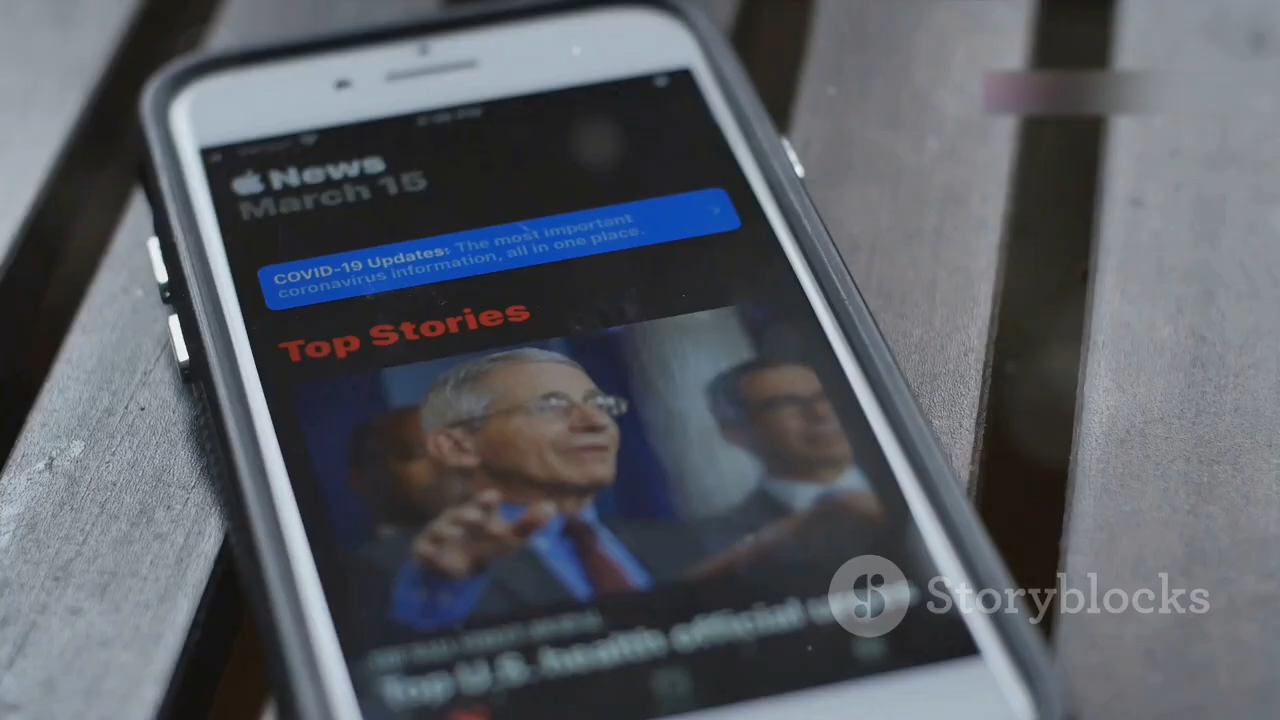 News
March 15
COVID-19 Updates: The most important
coronavirus information, all in one place.
Top Stories
Top U.S. health official
Storyblocks